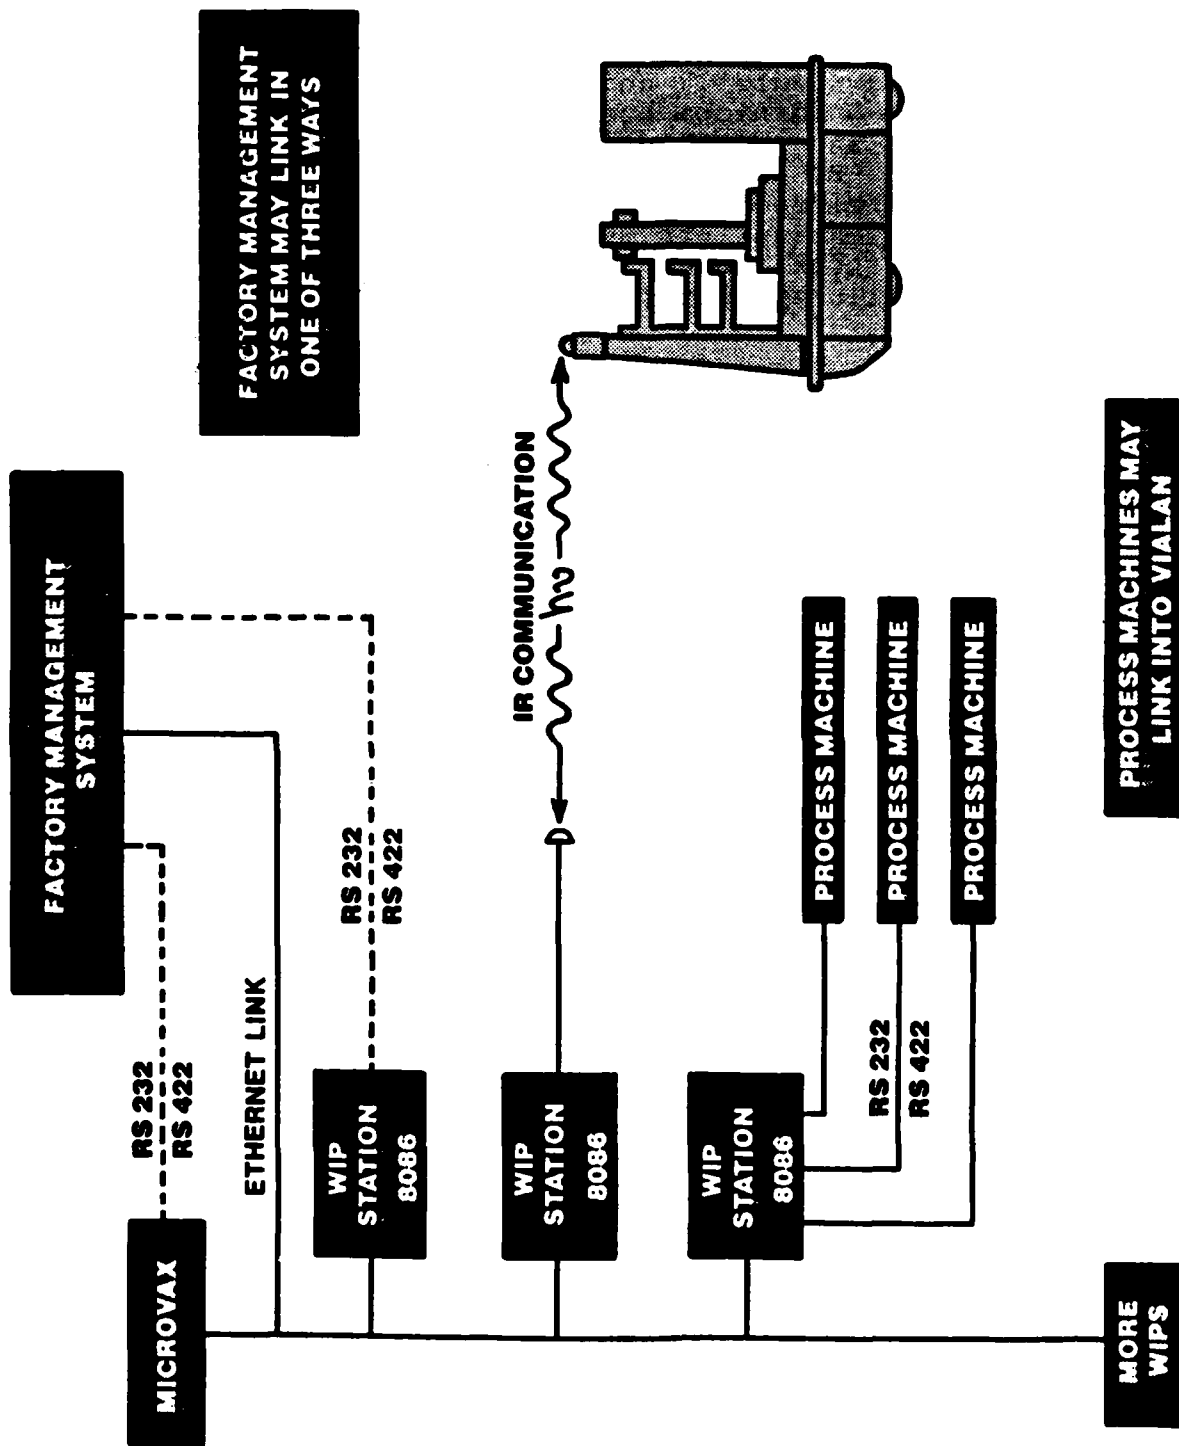 FACTORY MANAGEMENT
SYSTEM
FACTORY MANAGEMENT
SYSTEM MAY LINK IN
ONE OF THREE WAYS
MICROVAX
RS 232
RS 422
ETHERNET LINK
WIP
STATION
8086
RS 232
RS 422
WIP
STATION
8086
IR COMMUNICATION
hν
WIP
STATION
8086
RS 232
RS 422
PROCESS MACHINE
PROCESS MACHINE
PROCESS MACHINE
MORE
WIPS
PROCESS MACHINES MAY
LINK INTO VIALAN